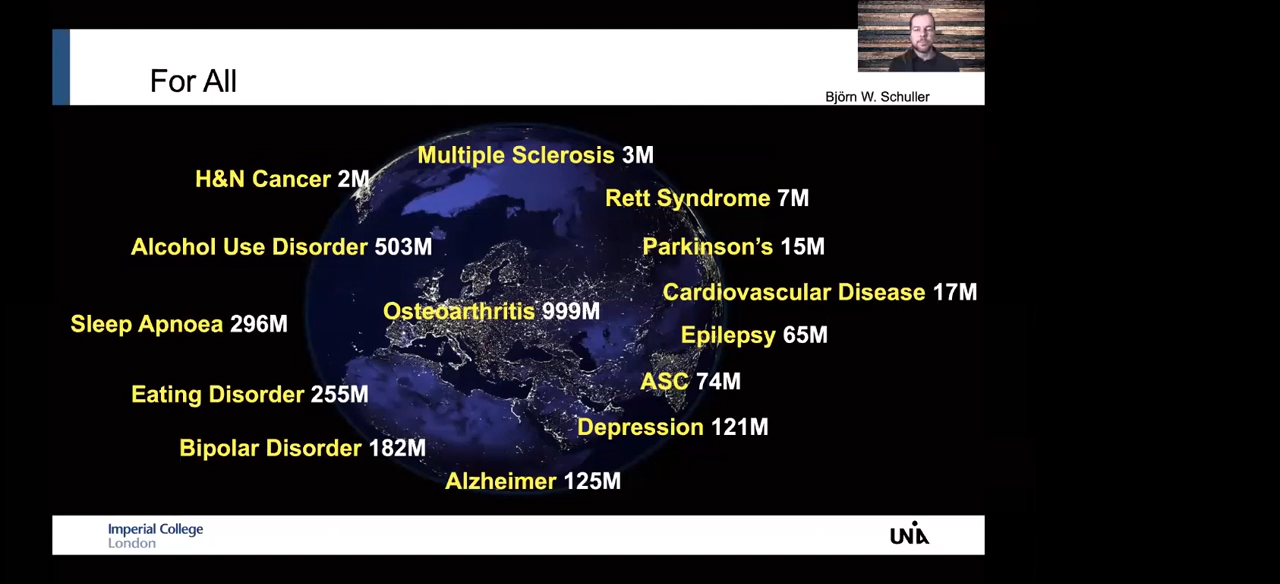 For All
Björn W. Schuller
Multiple Sclerosis 3M
H&N Cancer 2M
Rett Syndrome 7M
Alcohol Use Disorder 503M
Parkinson’s 15M
Cardiovascular Disease 17M
Osteoarthritis 999M
Sleep Apnoea 296M
Epilepsy 65M
ASC 74M
Eating Disorder 255M
Depression 121M
Bipolar Disorder 182M
Alzheimer 125M
Imperial College
London
UNIA